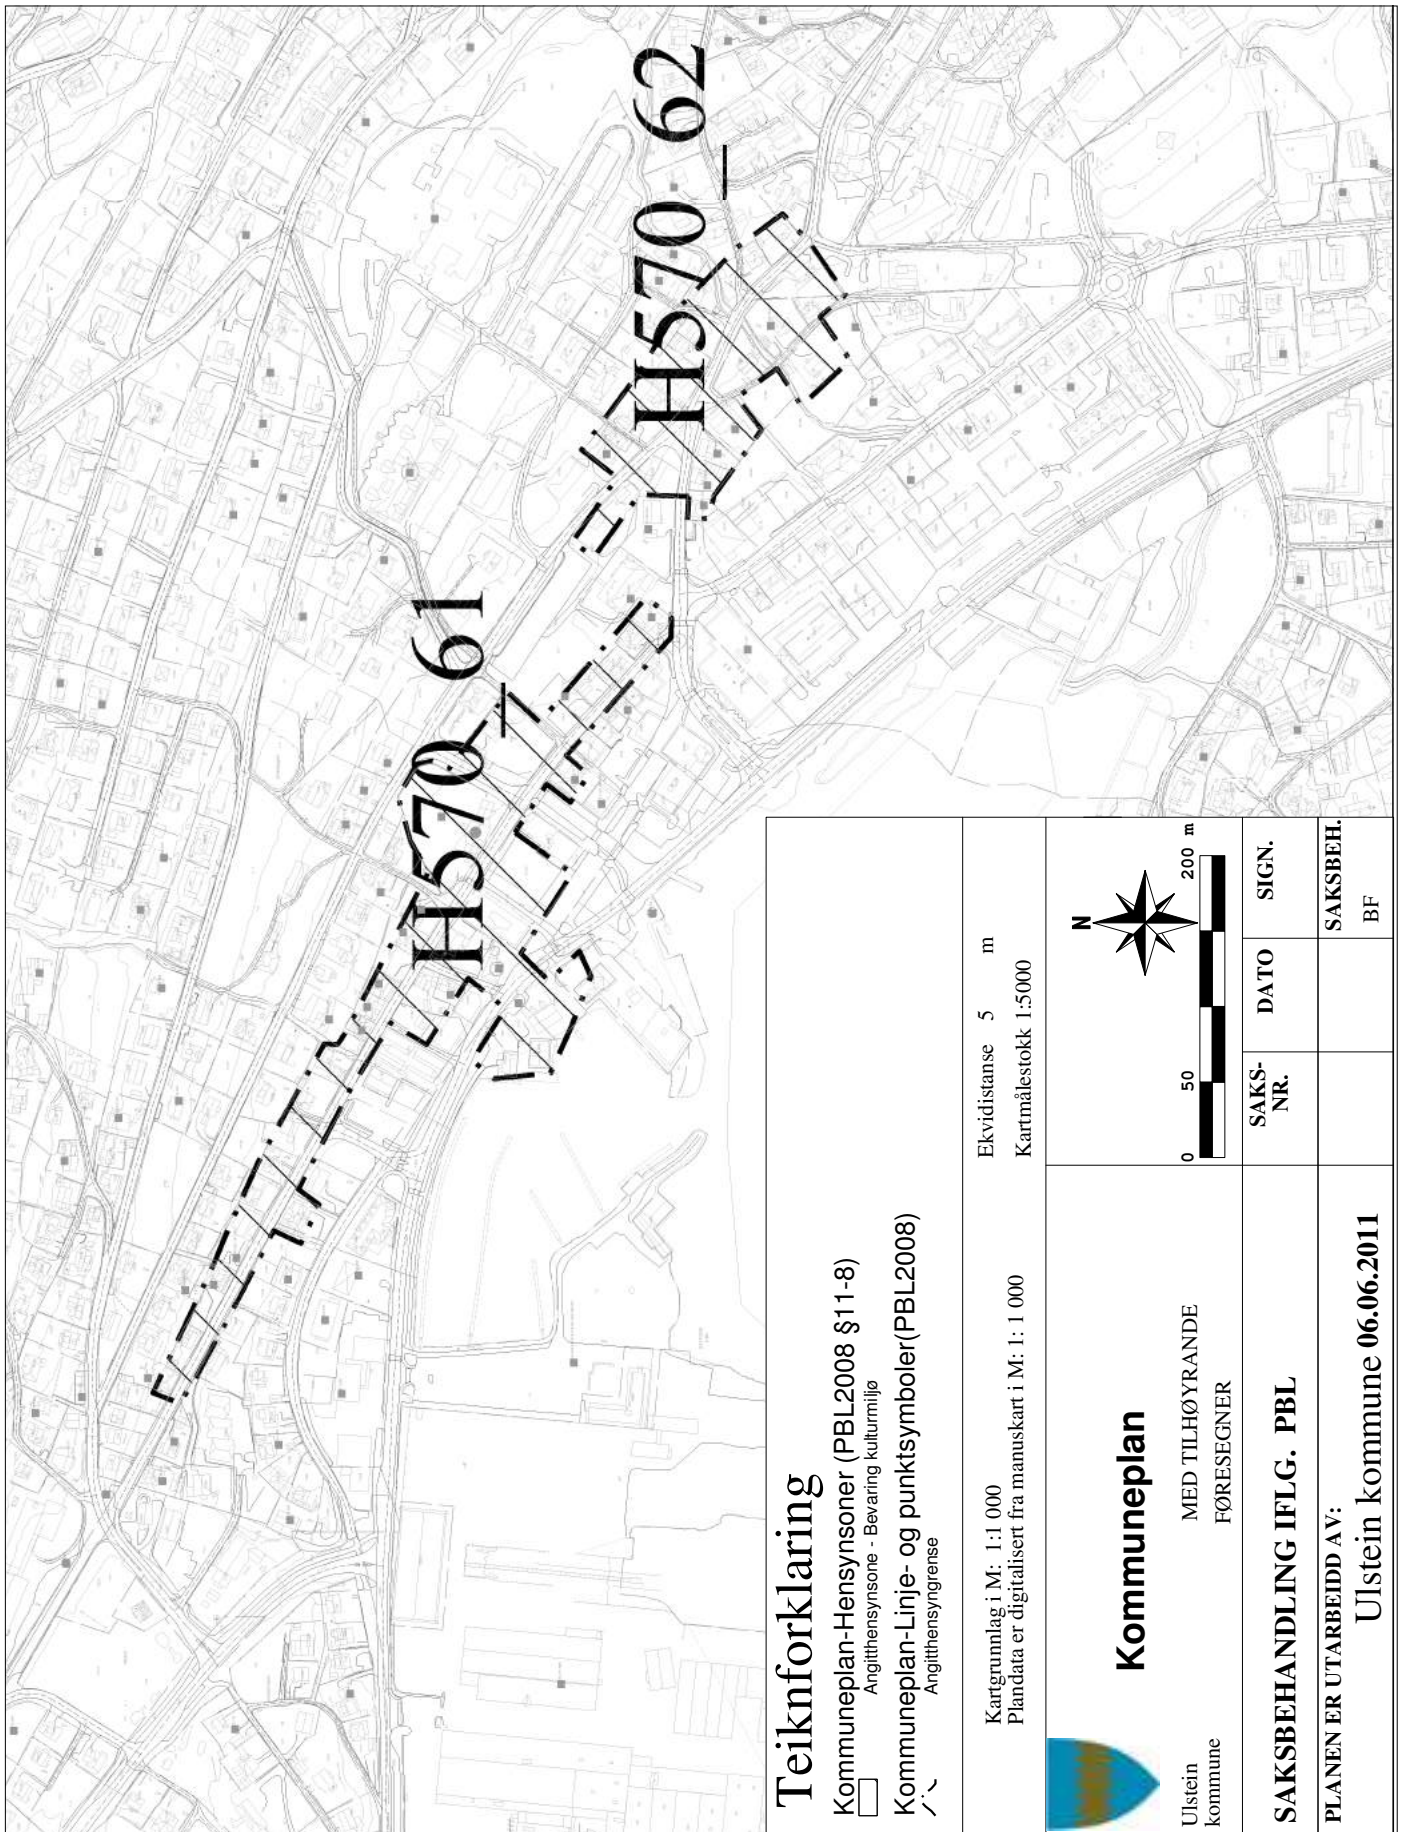 H570_61
H570_62
Teiknforklaring
Kommuneplan-Hensynsoner (PBL2008 §11-8)
Angitthensynsone - Bevaring kulturmiljø
Kommuneplan-Linje- og punktsymboler(PBL2008)
Angitthensyngrense
Kartgrunnlag i M: 1:1 000
Plandata er digitalisert fra manuskart i M: 1: 1 000
Ekvidistanse 5 m
Kartmålestokk 1:5000
Ulstein
kommune
Kommuneplan
MED TILHØYRANDE
FØRESEGNER
N
0 50 200 m
SAKSBEHANDLING IFLG. PBL
SAKS-
NR.
DATO
SIGN.
PLANEN ER UTARBEIDD AV:
Ulstein kommune 06.06.2011
SAKSBEH.
BF